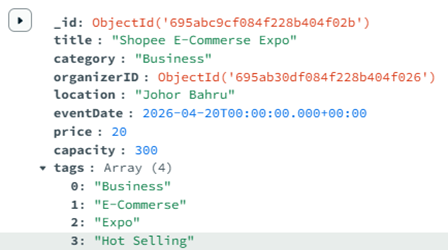 _id: ObjectId('695abc9cf084f228b404f02b')
title : "Shopee E-Commerse Expo"
category : "Business"
organizerID : ObjectId('695ab30df084f228b404f026')
location : "Johor Bahru"
eventDate : 2026-04-20T00:00:00.000+00:00
price : 20
capacity : 300
tags : Array (4)
0: "Business"
1: "E-Commerse"
2: "Expo"
3: "Hot Selling"